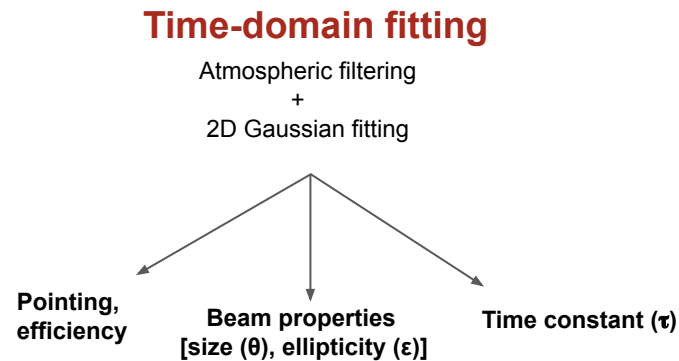 Time-domain fitting
Atmospheric filtering
+
2D Gaussian fitting
Pointing,
efficiency
Beam properties
[size (θ), ellipticity (ε)]
Time constant (τ)